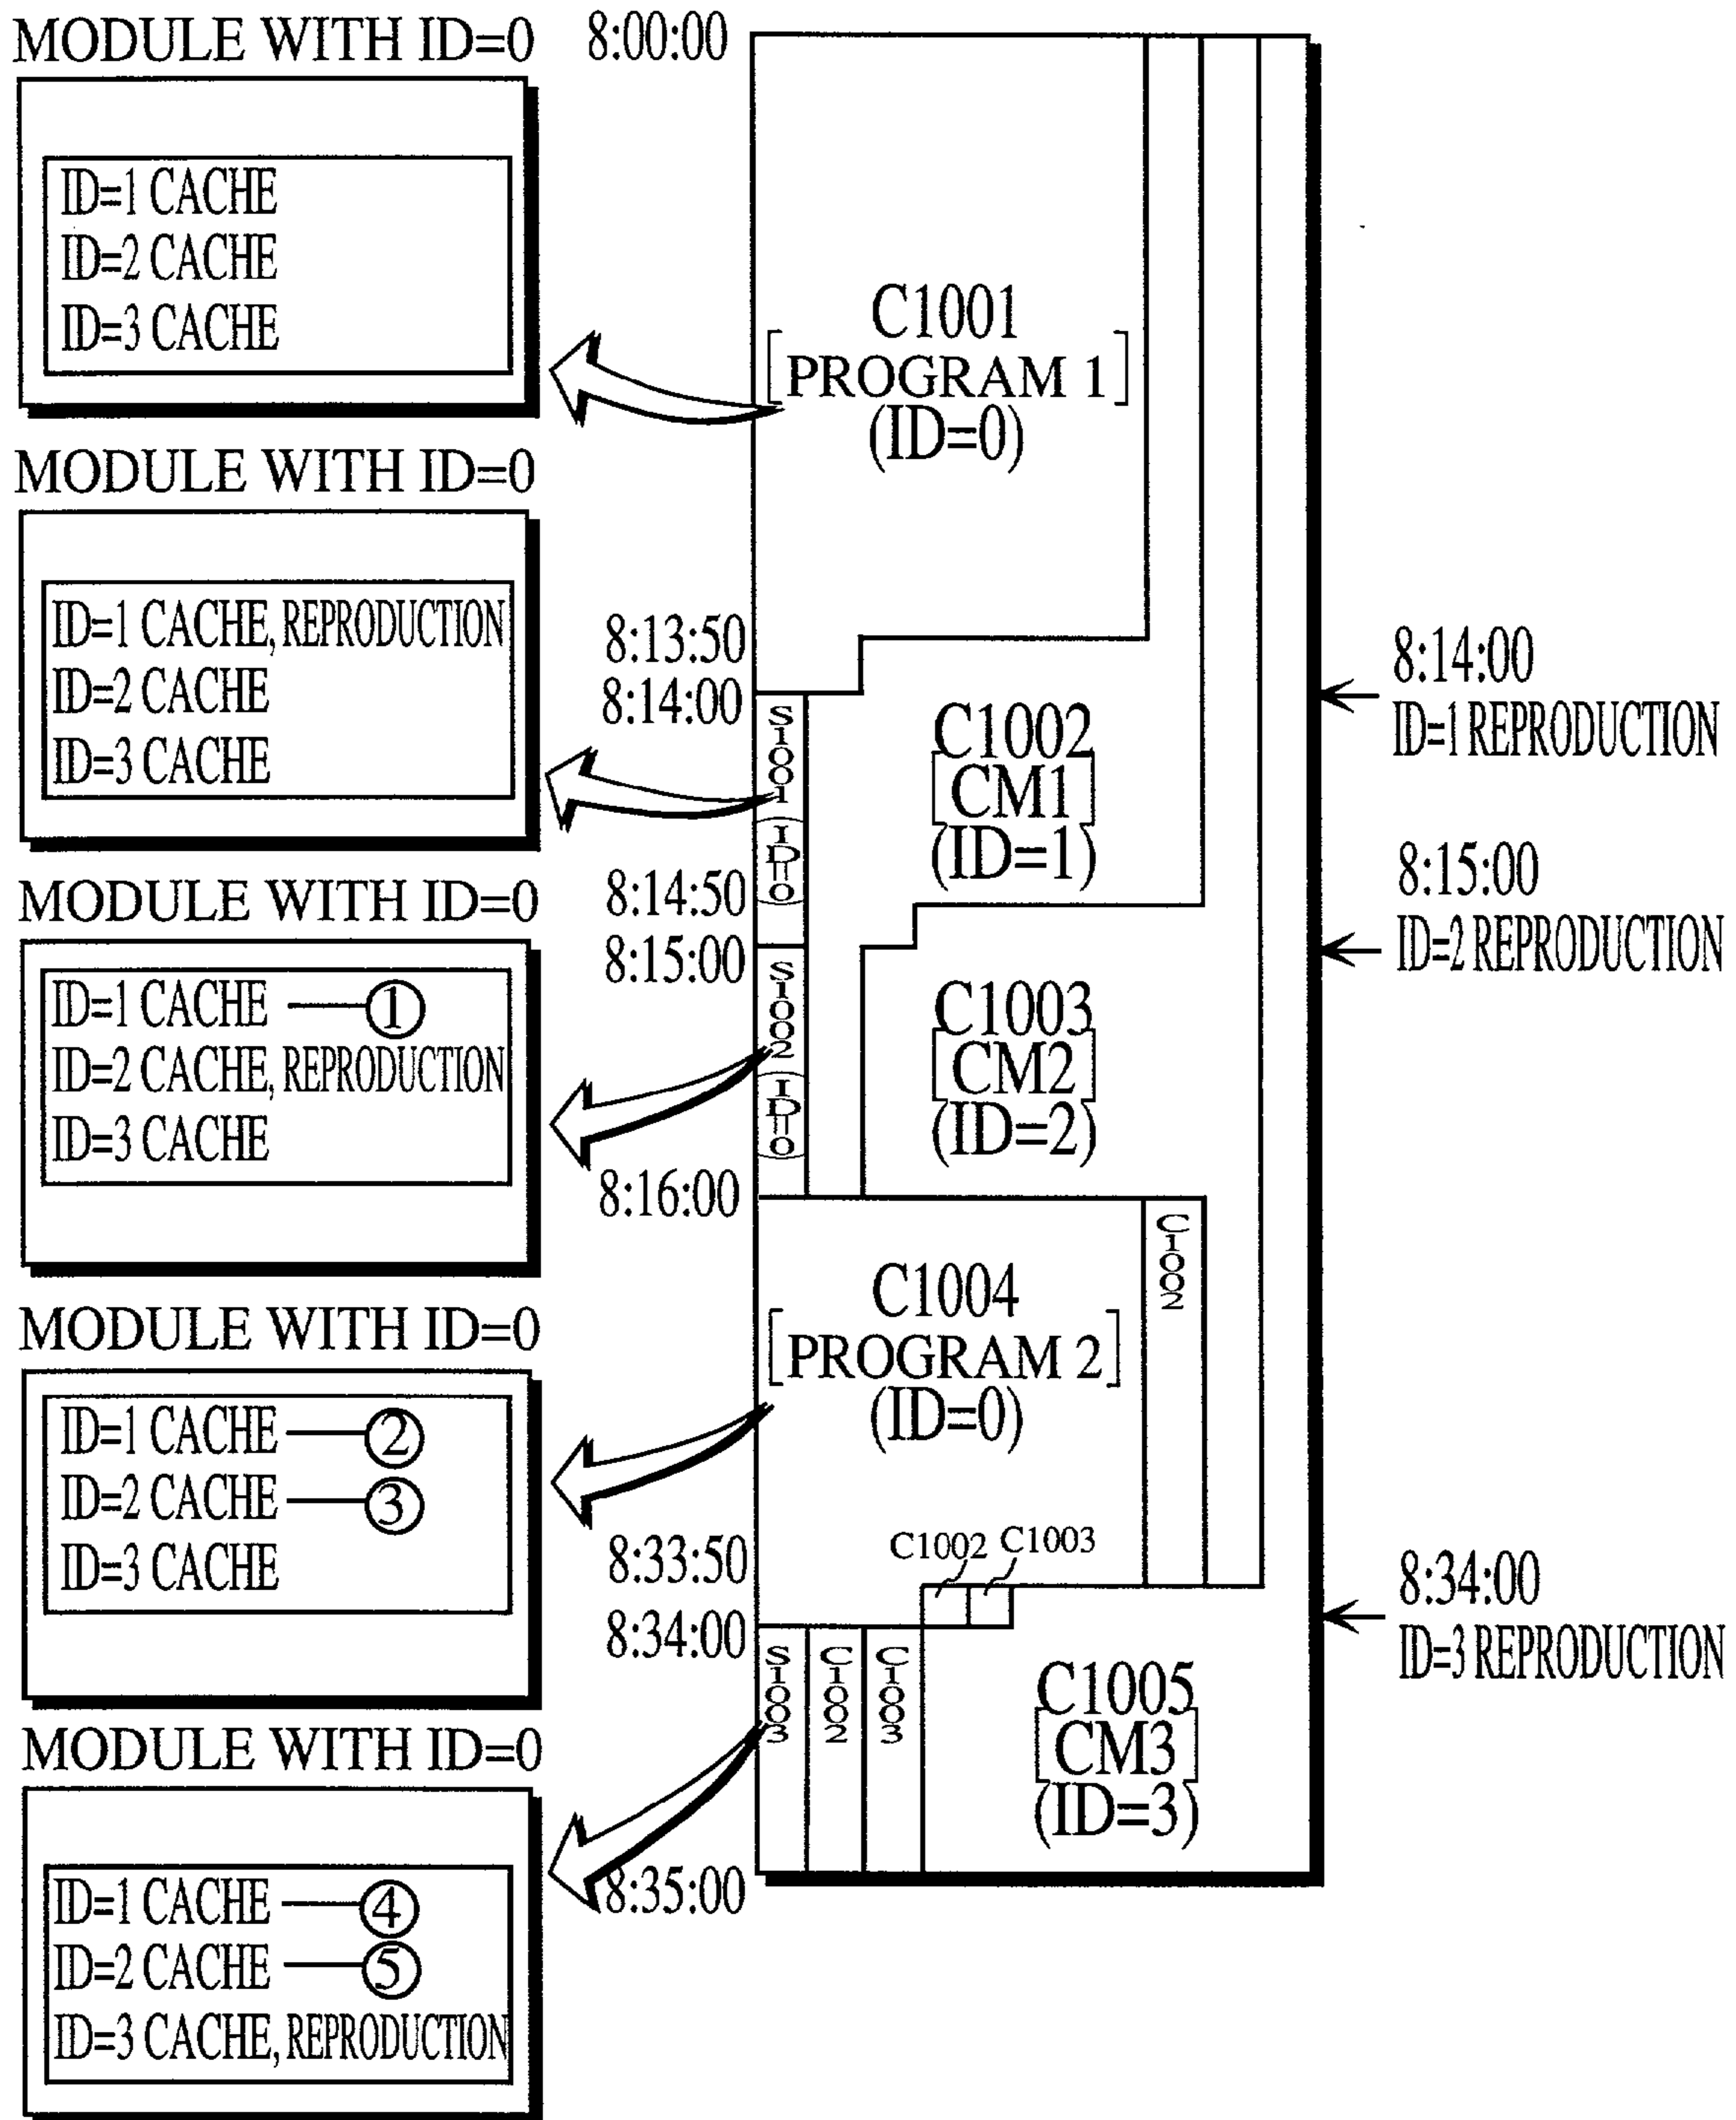 MODULE WITH ID=0
ID=1 CACHE
ID=2 CACHE
ID=3 CACHE
MODULE WITH ID=0
ID=1 CACHE, REPRODUCTION
ID=2 CACHE
ID=3 CACHE
MODULE WITH ID=0
ID=1 CACHE ①
ID=2 CACHE, REPRODUCTION
ID=3 CACHE
MODULE WITH ID=0
ID=1 CACHE ②
ID=2 CACHE ③
ID=3 CACHE
MODULE WITH ID=0
ID=1 CACHE ④
ID=2 CACHE ⑤
ID=3 CACHE, REPRODUCTION
8:00:00
8:13:50
8:14:00
8:14:50
8:15:00
8:16:00
8:33:50
8:34:00
8:35:00
C1001
[PROGRAM 1]
(ID=0)
S1001 (ID=0)
C1002
[CM1]
(ID=1)
S1002 (ID=0)
C1003
[CM2]
(ID=2)
C1004
[PROGRAM 2]
(ID=0)
C1002
C1002
C1003
S1003
C1002
C1003
C1005
[CM3]
(ID=3)
8:14:00
ID=1 REPRODUCTION
8:15:00
ID=2 REPRODUCTION
8:34:00
ID=3 REPRODUCTION